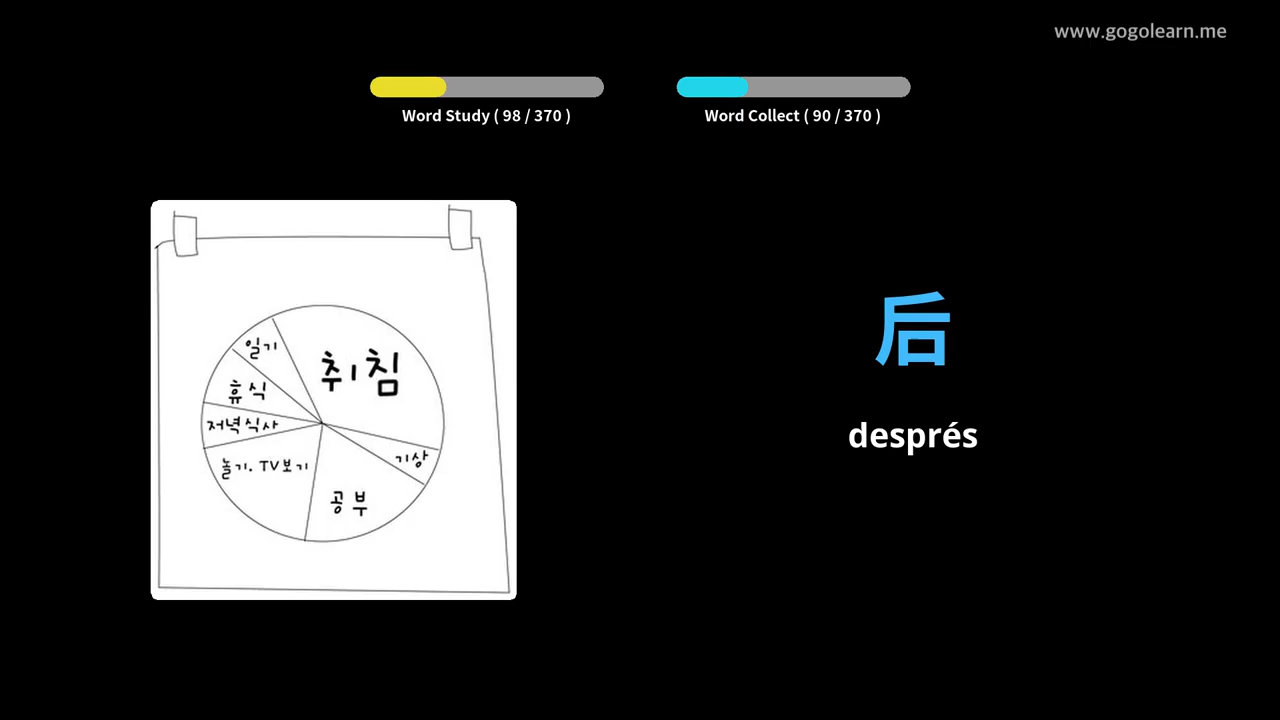 www.gogolearn.me
Word Study ( 98 / 370 )
Word Collect ( 90 / 370 )
일기
취침
휴식
저녁식사
기상
놀기. TV보기
공부
后
després